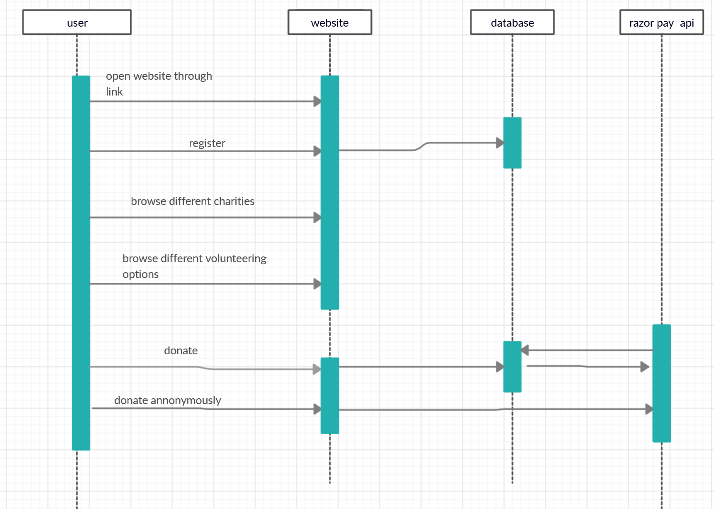 user
website
database
razor pay api
open website through
link
register
browse different charities
browse different volunteering
options
donate
donate annonymously